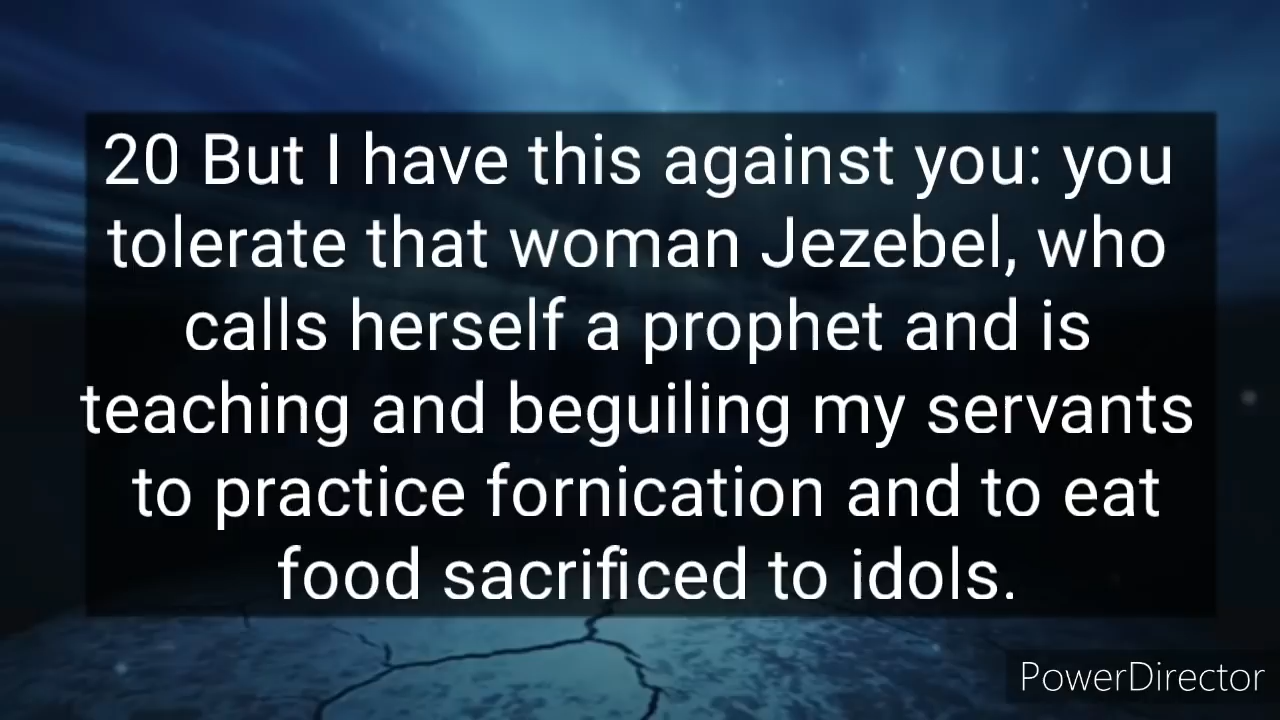 20 But I have this against you: you
tolerate that woman Jezebel, who
calls herself a prophet and is
teaching and beguiling my servants
to practice fornication and to eat
food sacrificed to idols.
PowerDirector